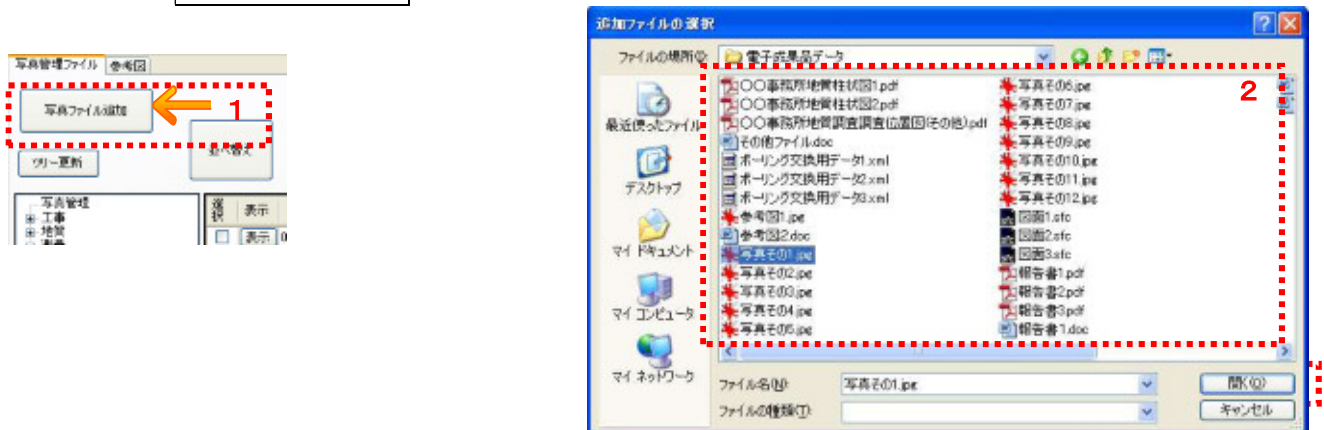 写真管理ファイル 参考図
写真ファイル追加
1
並べ替え
ツリー更新
写真管理
工事
地質
測量
選択 表示
表示
追加ファイルの選択
ファイルの場所(I): 電子成果品データ
2
最近使ったファイル
デスクトップ
マイ ドキュメント
マイ コンピュータ
マイ ネットワーク
〇〇事務所地質柱状図1.pdf
〇〇事務所地質柱状図2.pdf
〇〇事務所地質調査調査位置図(その他).pdf
その他ファイル.doc
ボーリング交換用データ1.xml
ボーリング交換用データ2.xml
ボーリング交換用データ3.xml
参考図1.jpg
参考図2.doc
写真その1.jpg
写真その2.jpg
写真その3.jpg
写真その4.jpg
写真その5.jpg
写真その6.jpg
写真その7.jpg
写真その8.jpg
写真その9.jpg
写真その10.jpg
写真その11.jpg
写真その12.jpg
図面1.sfc
図面2.sfc
図面3.sfc
報告書1.pdf
報告書2.pdf
報告書3.pdf
報告書1.doc
ファイル名(N): 写真その1.jpg 開く(O)
ファイルの種類(T): キャンセル